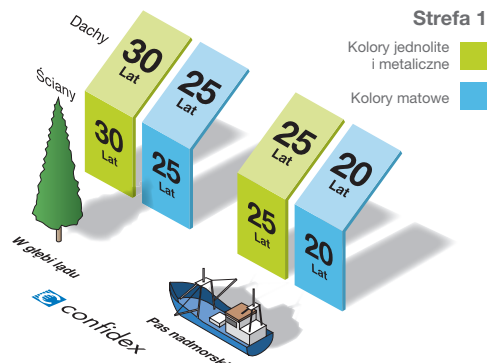 Strefa 1
Kolory jednolite
i metaliczne
Kolory matowe
Dachy
Ściany
30
Lat
25
Lat
30
Lat
25
Lat
25
Lat
20
Lat
25
Lat
20
Lat
W głębi lądu
Pas nadmorski
confidex